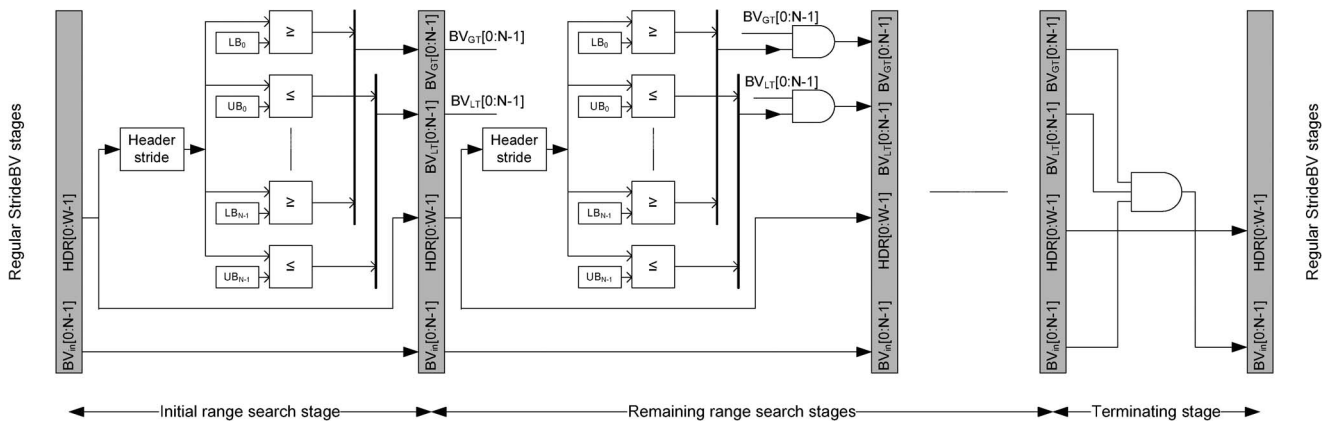 Regular StrideBV stages
BV_in[0:N-1]
HDR[0:W-1]
Header
stride
LB_0
≥
UB_0
≤
LB_N-1
≥
UB_N-1
≤
BV_GT[0:N-1]
BV_LT[0:N-1]
HDR[0:W-1]
BV_in[0:N-1]
BV_GT[0:N-1]
BV_LT[0:N-1]
Header
stride
LB_0
≥
UB_0
≤
LB_N-1
≥
UB_N-1
≤
BV_GT[0:N-1]
BV_LT[0:N-1]
BV_GT[0:N-1]
BV_LT[0:N-1]
HDR[0:W-1]
BV_in[0:N-1]
BV_GT[0:N-1]
BV_LT[0:N-1]
HDR[0:W-1]
BV_in[0:N-1]
HDR[0:W-1]
BV_in[0:N-1]
Regular StrideBV stages
Initial range search stage
Remaining range search stages
Terminating stage